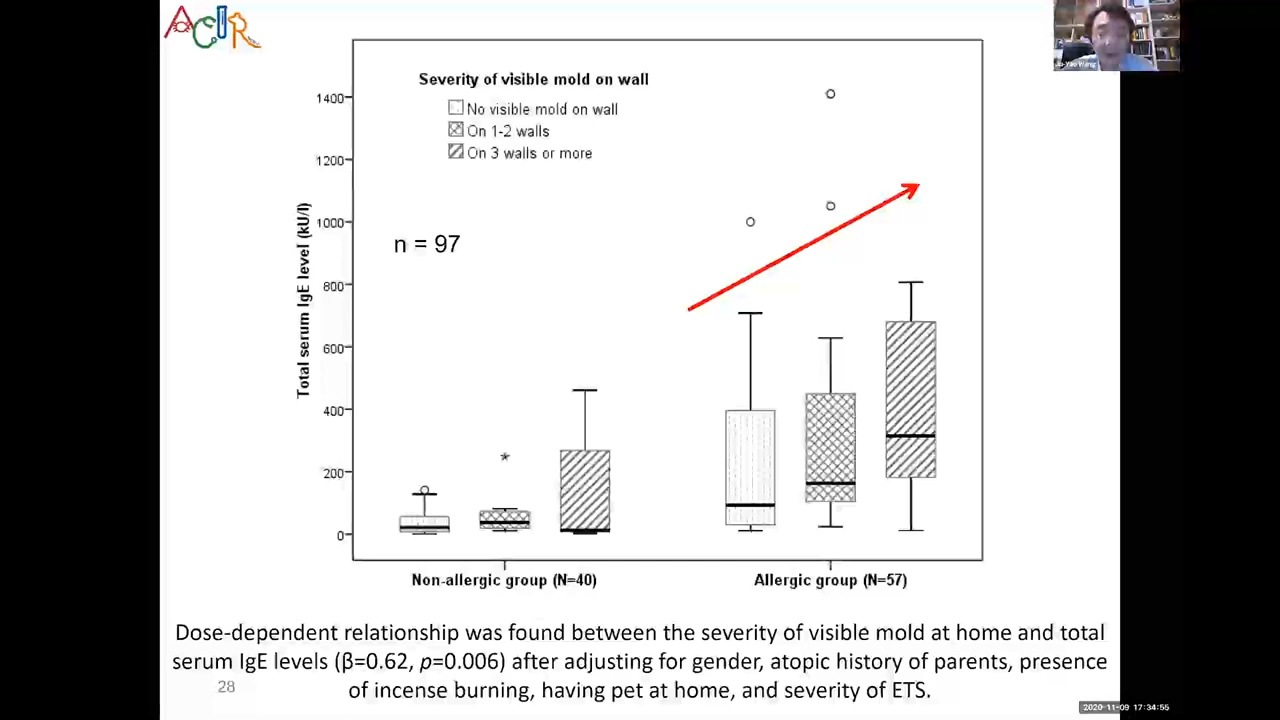 ACIR
Severity of visible mold on wall
No visible mold on wall
On 1-2 walls
On 3 walls or more
n = 97
Total serum IgE level (kU/l)
1400
1200
1000
800
600
400
200
0
Non-allergic group (N=40)
Allergic group (N=57)
Dose-dependent relationship was found between the severity of visible mold at home and total
serum IgE levels (β=0.62, p=0.006) after adjusting for gender, atopic history of parents, presence
of incense burning, having pet at home, and severity of ETS.
28
2020-11-09 17:34:55